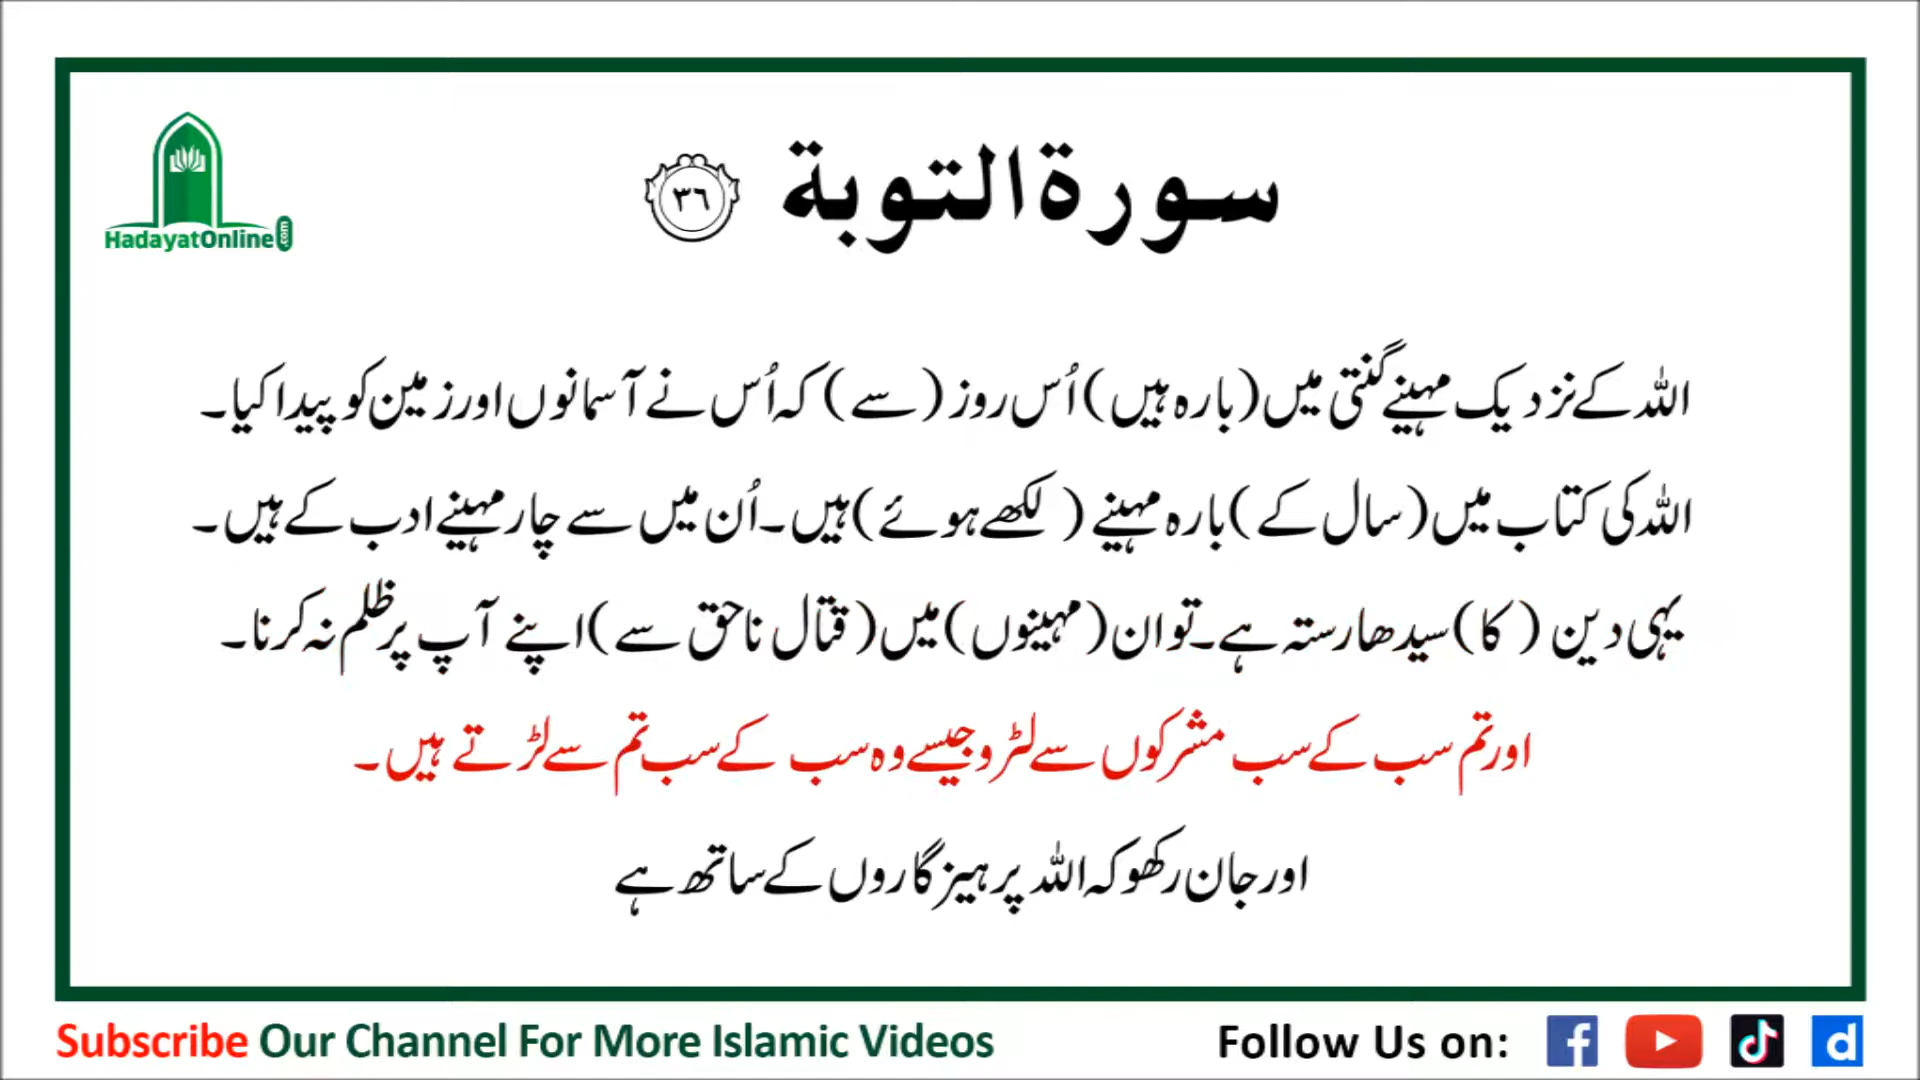 HadayatOnline.com
سورة التوبة ٣٦
اللہ کے نزدیک مہینے گنتی میں (بارہ ہیں) اُس روز (سے) کہ اُس نے آسمانوں اور زمین کو پیدا کیا۔
اللہ کی کتاب میں (سال کے) بارہ مہینے (لکھے ہوئے) ہیں۔ اُن میں سے چار مہینے ادب کے ہیں۔
یہی دین (کا) سیدھا رستہ ہے۔ تو ان (مہینوں) میں (قتال ناحق سے) اپنے آپ پر ظلم نہ کرنا۔
اور تم سب کے سب مشرکوں سے لڑو جیسے وہ سب کے سب تم سے لڑتے ہیں۔
اور جان رکھو کہ اللہ پرہیزگاروں کے ساتھ ہے
Subscribe Our Channel For More Islamic Videos
Follow Us on: